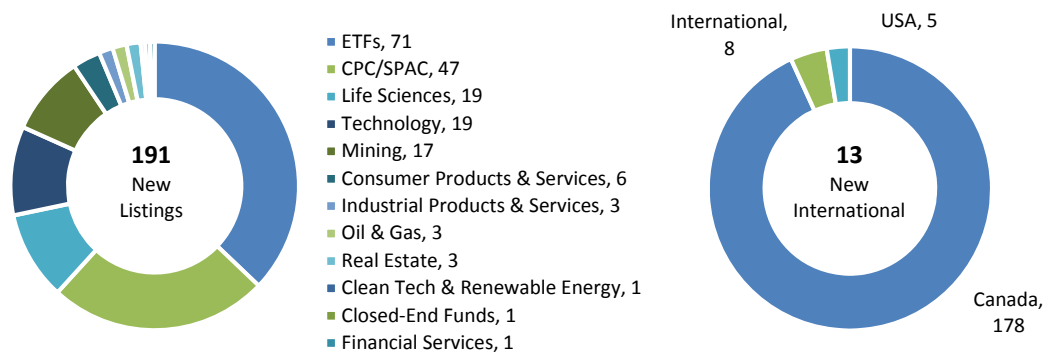 191
New
Listings
ETFs, 71
CPC/SPAC, 47
Life Sciences, 19
Technology, 19
Mining, 17
Consumer Products & Services, 6
Industrial Products & Services, 3
Oil & Gas, 3
Real Estate, 3
Clean Tech & Renewable Energy, 1
Closed-End Funds, 1
Financial Services, 1
International,
8
USA, 5
13
New
International
Canada,
178